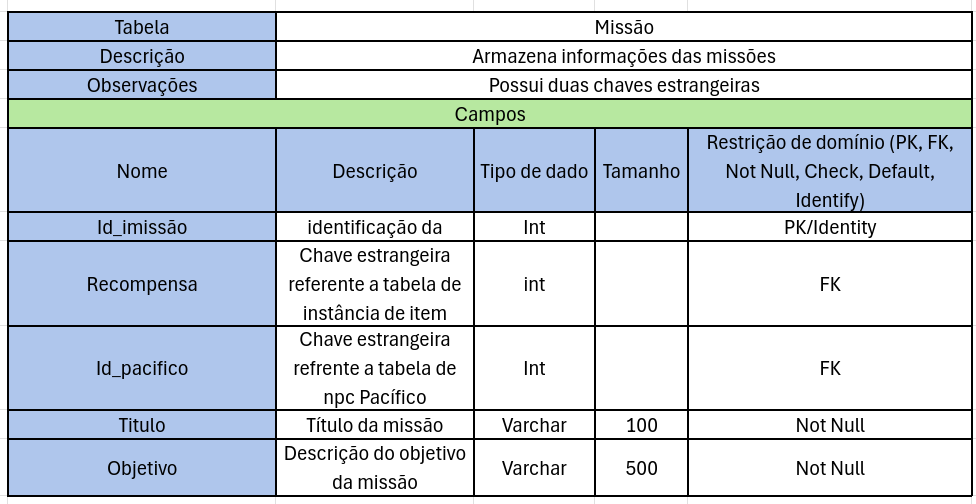 Tabela Missão
Descrição Armazena informações das missões
Observações Possui duas chaves estrangeiras
Campos
Nome Descrição Tipo de dado Tamanho Restrição de domínio (PK, FK,
Not Null, Check, Default,
Identify)
Id_imissão identificação da Int PK/Identity
Recompensa Chave estrangeira
referente a tabela de
instância de item int FK
Id_pacifico Chave estrangeira
refrente a tabela de
npc Pacífico Int FK
Titulo Título da missão Varchar 100 Not Null
Objetivo Descrição do objetivo
da missão Varchar 500 Not Null